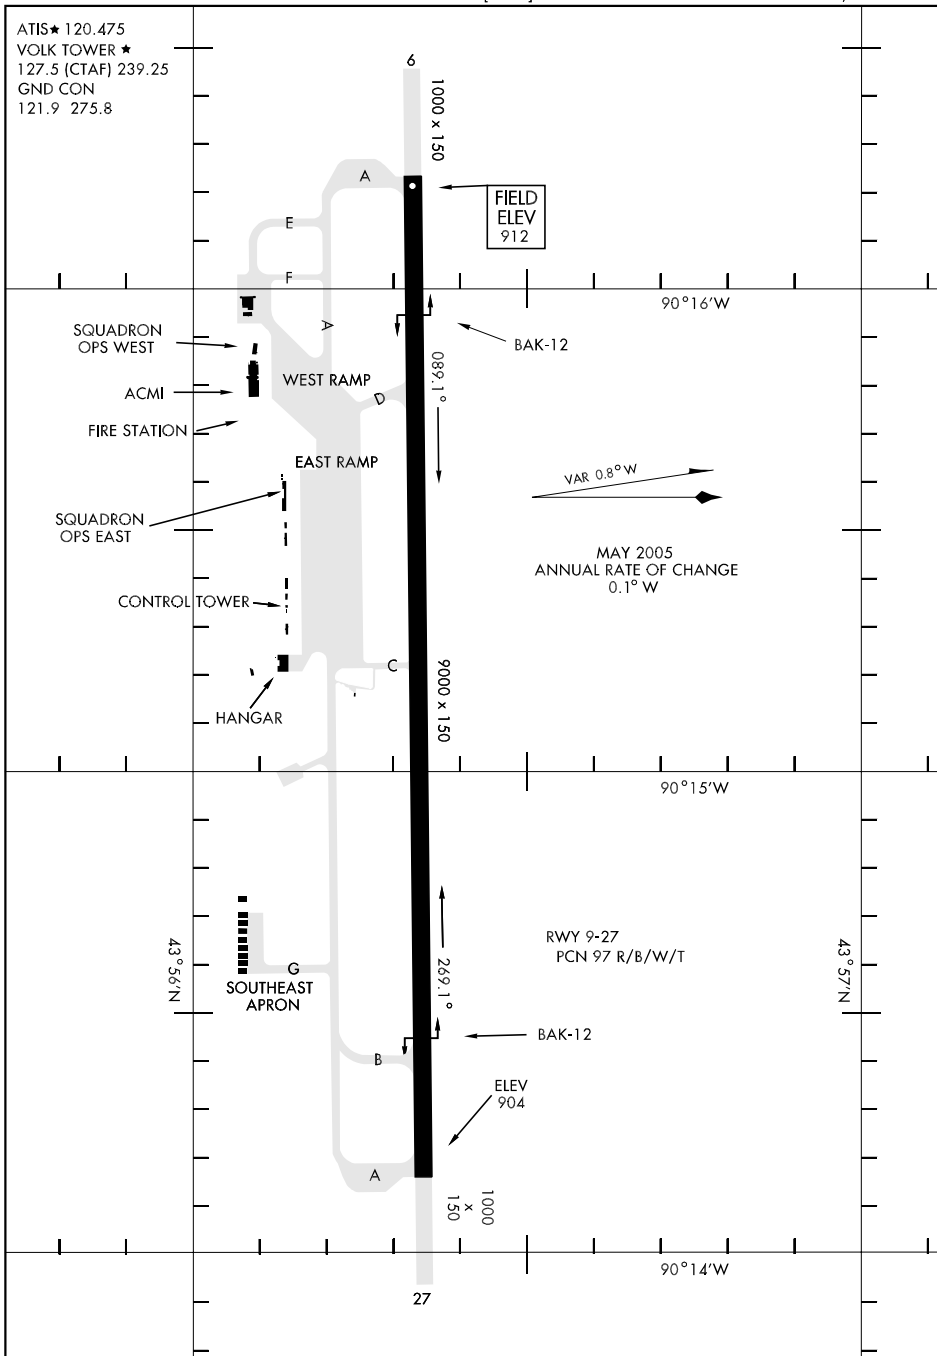 ATIS★ 120.475
VOLK TOWER ★
127.5 (CTAF) 239.25
GND CON
121.9 275.8
6
1000 x 150
A
FIELD
ELEV
912
E
F
90°16'W
A
SQUADRON
OPS WEST
BAK-12
089.1°
WEST RAMP
ACMI
D
FIRE STATION
EAST RAMP
VAR 0.8° W
SQUADRON
OPS EAST
MAY 2005
ANNUAL RATE OF CHANGE
0.1° W
CONTROL TOWER
C
9000 x 150
HANGAR
90°15'W
RWY 9-27
PCN 97 R/B/W/T
43°56'N
43°57'N
269.1°
G
SOUTHEAST
APRON
BAK-12
B
ELEV
904
A
1000
x
150
90°14'W
27